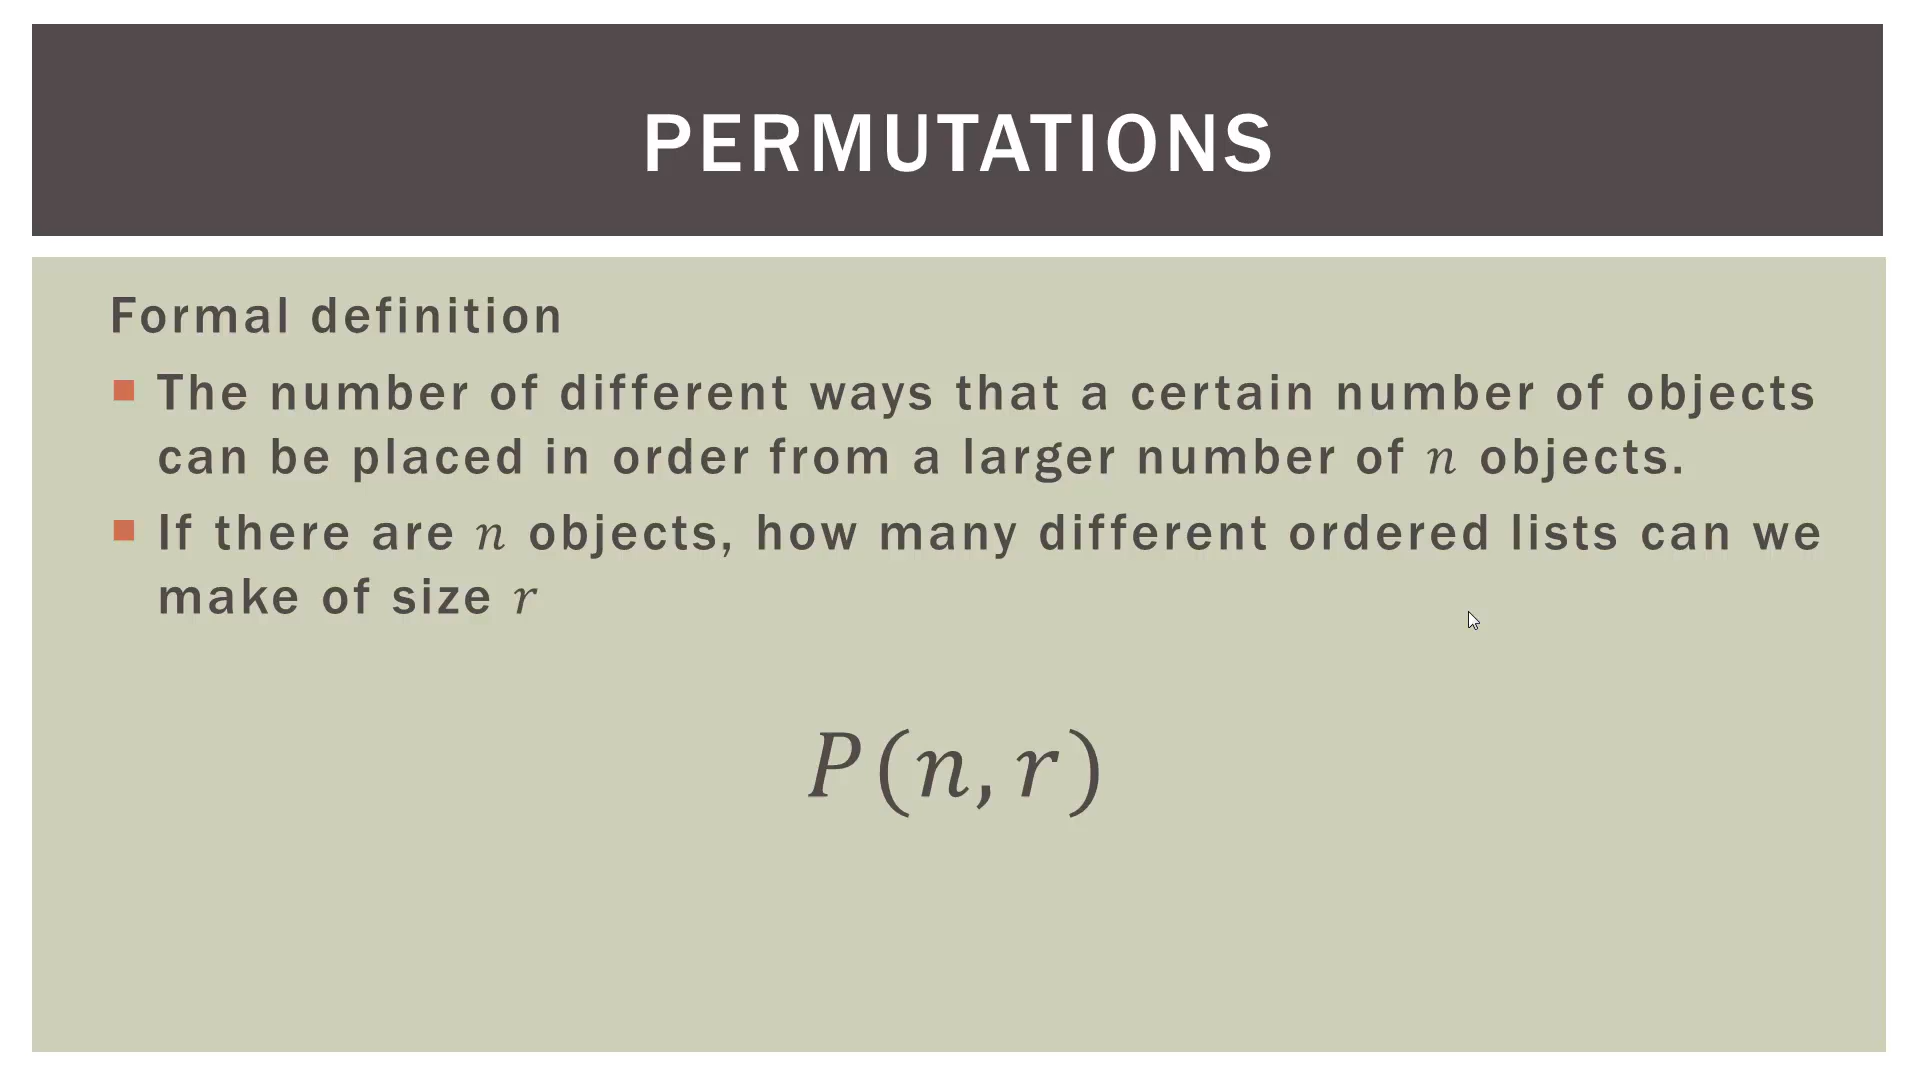 PERMUTATIONS
Formal definition
The number of different ways that a certain number of objects
can be placed in order from a larger number of n objects.
If there are n objects, how many different ordered lists can we
make of size r
P(n, r)